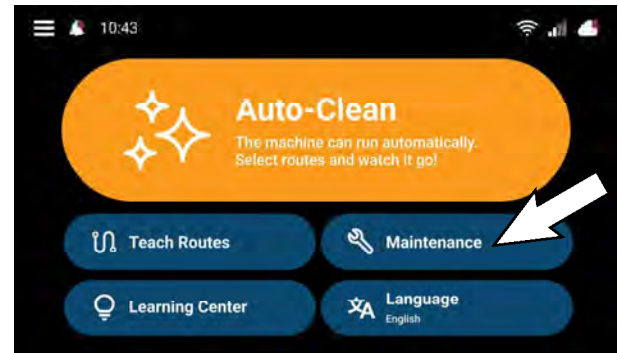 10:43
Auto-Clean
The machine can run automatically.
Select routes and watch it go!
Teach Routes
Maintenance
Learning Center
Language
English